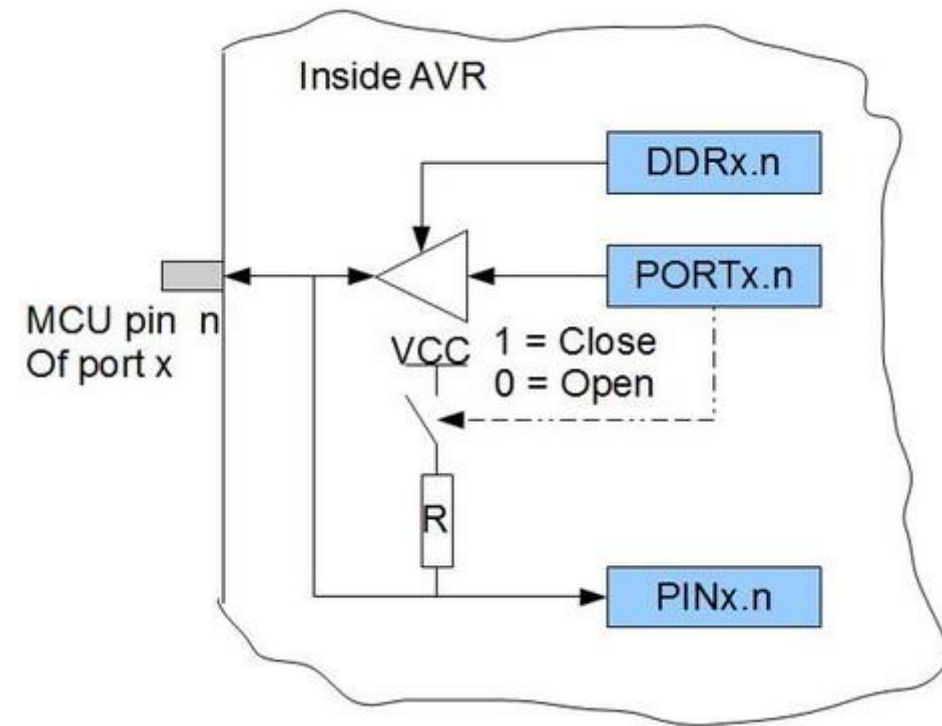 Inside AVR
DDRx.n
PORTx.n
MCU pin n
Of port x
VCC
1 = Close
0 = Open
R
PINx.n